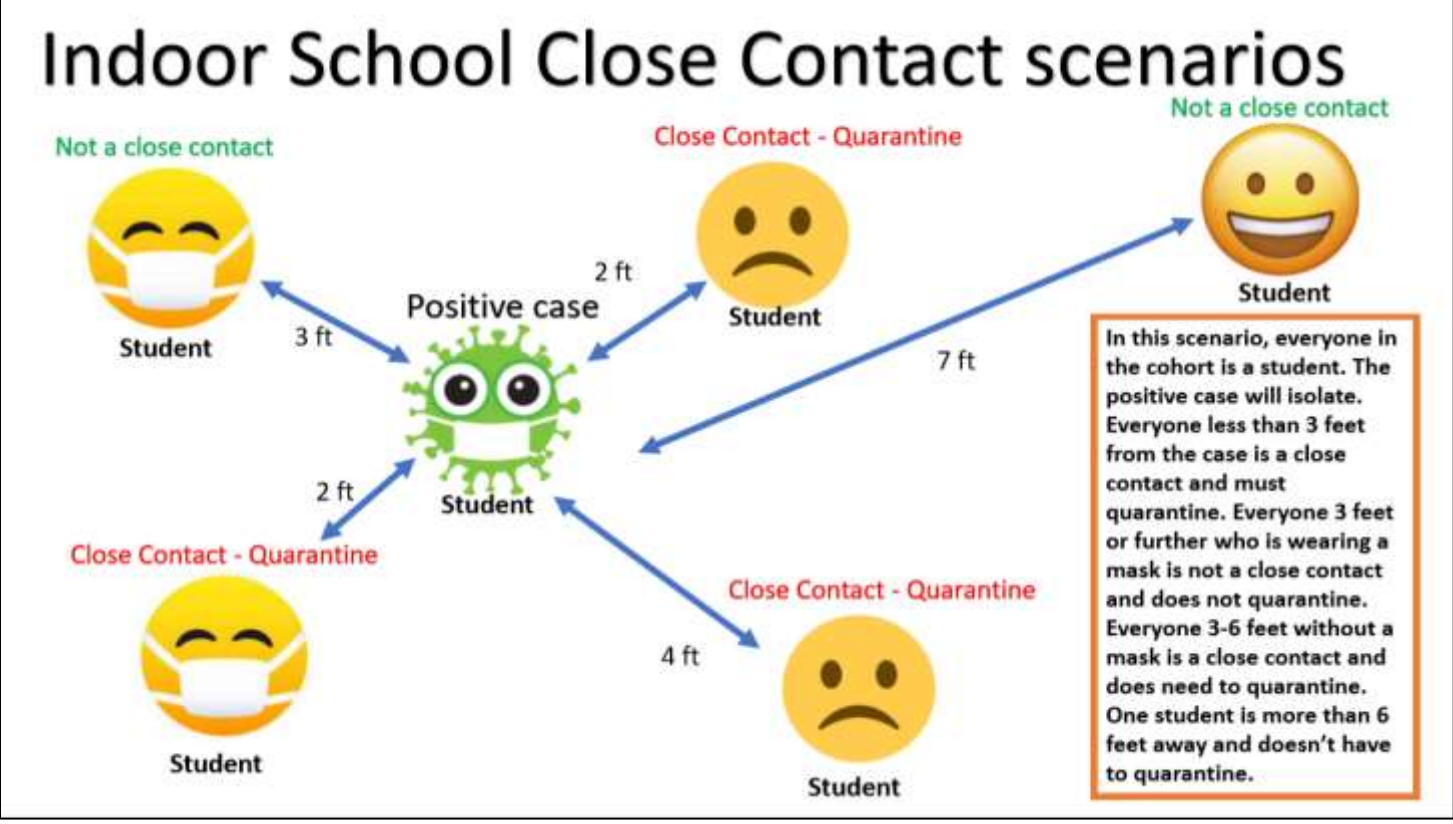 Indoor School Close Contact scenarios
Not a close contact
Student
3 ft
Close Contact - Quarantine
2 ft
Student
Not a close contact
Student
7 ft
Positive case
Student
2 ft
Close Contact - Quarantine
Student
Close Contact - Quarantine
4 ft
Student
In this scenario, everyone in
the cohort is a student. The
positive case will isolate.
Everyone less than 3 feet
from the case is a close
contact and must
quarantine. Everyone 3 feet
or further who is wearing a
mask is not a close contact
and does not quarantine.
Everyone 3-6 feet without a
mask is a close contact and
does need to quarantine.
One student is more than 6
feet away and doesn't have
to quarantine.